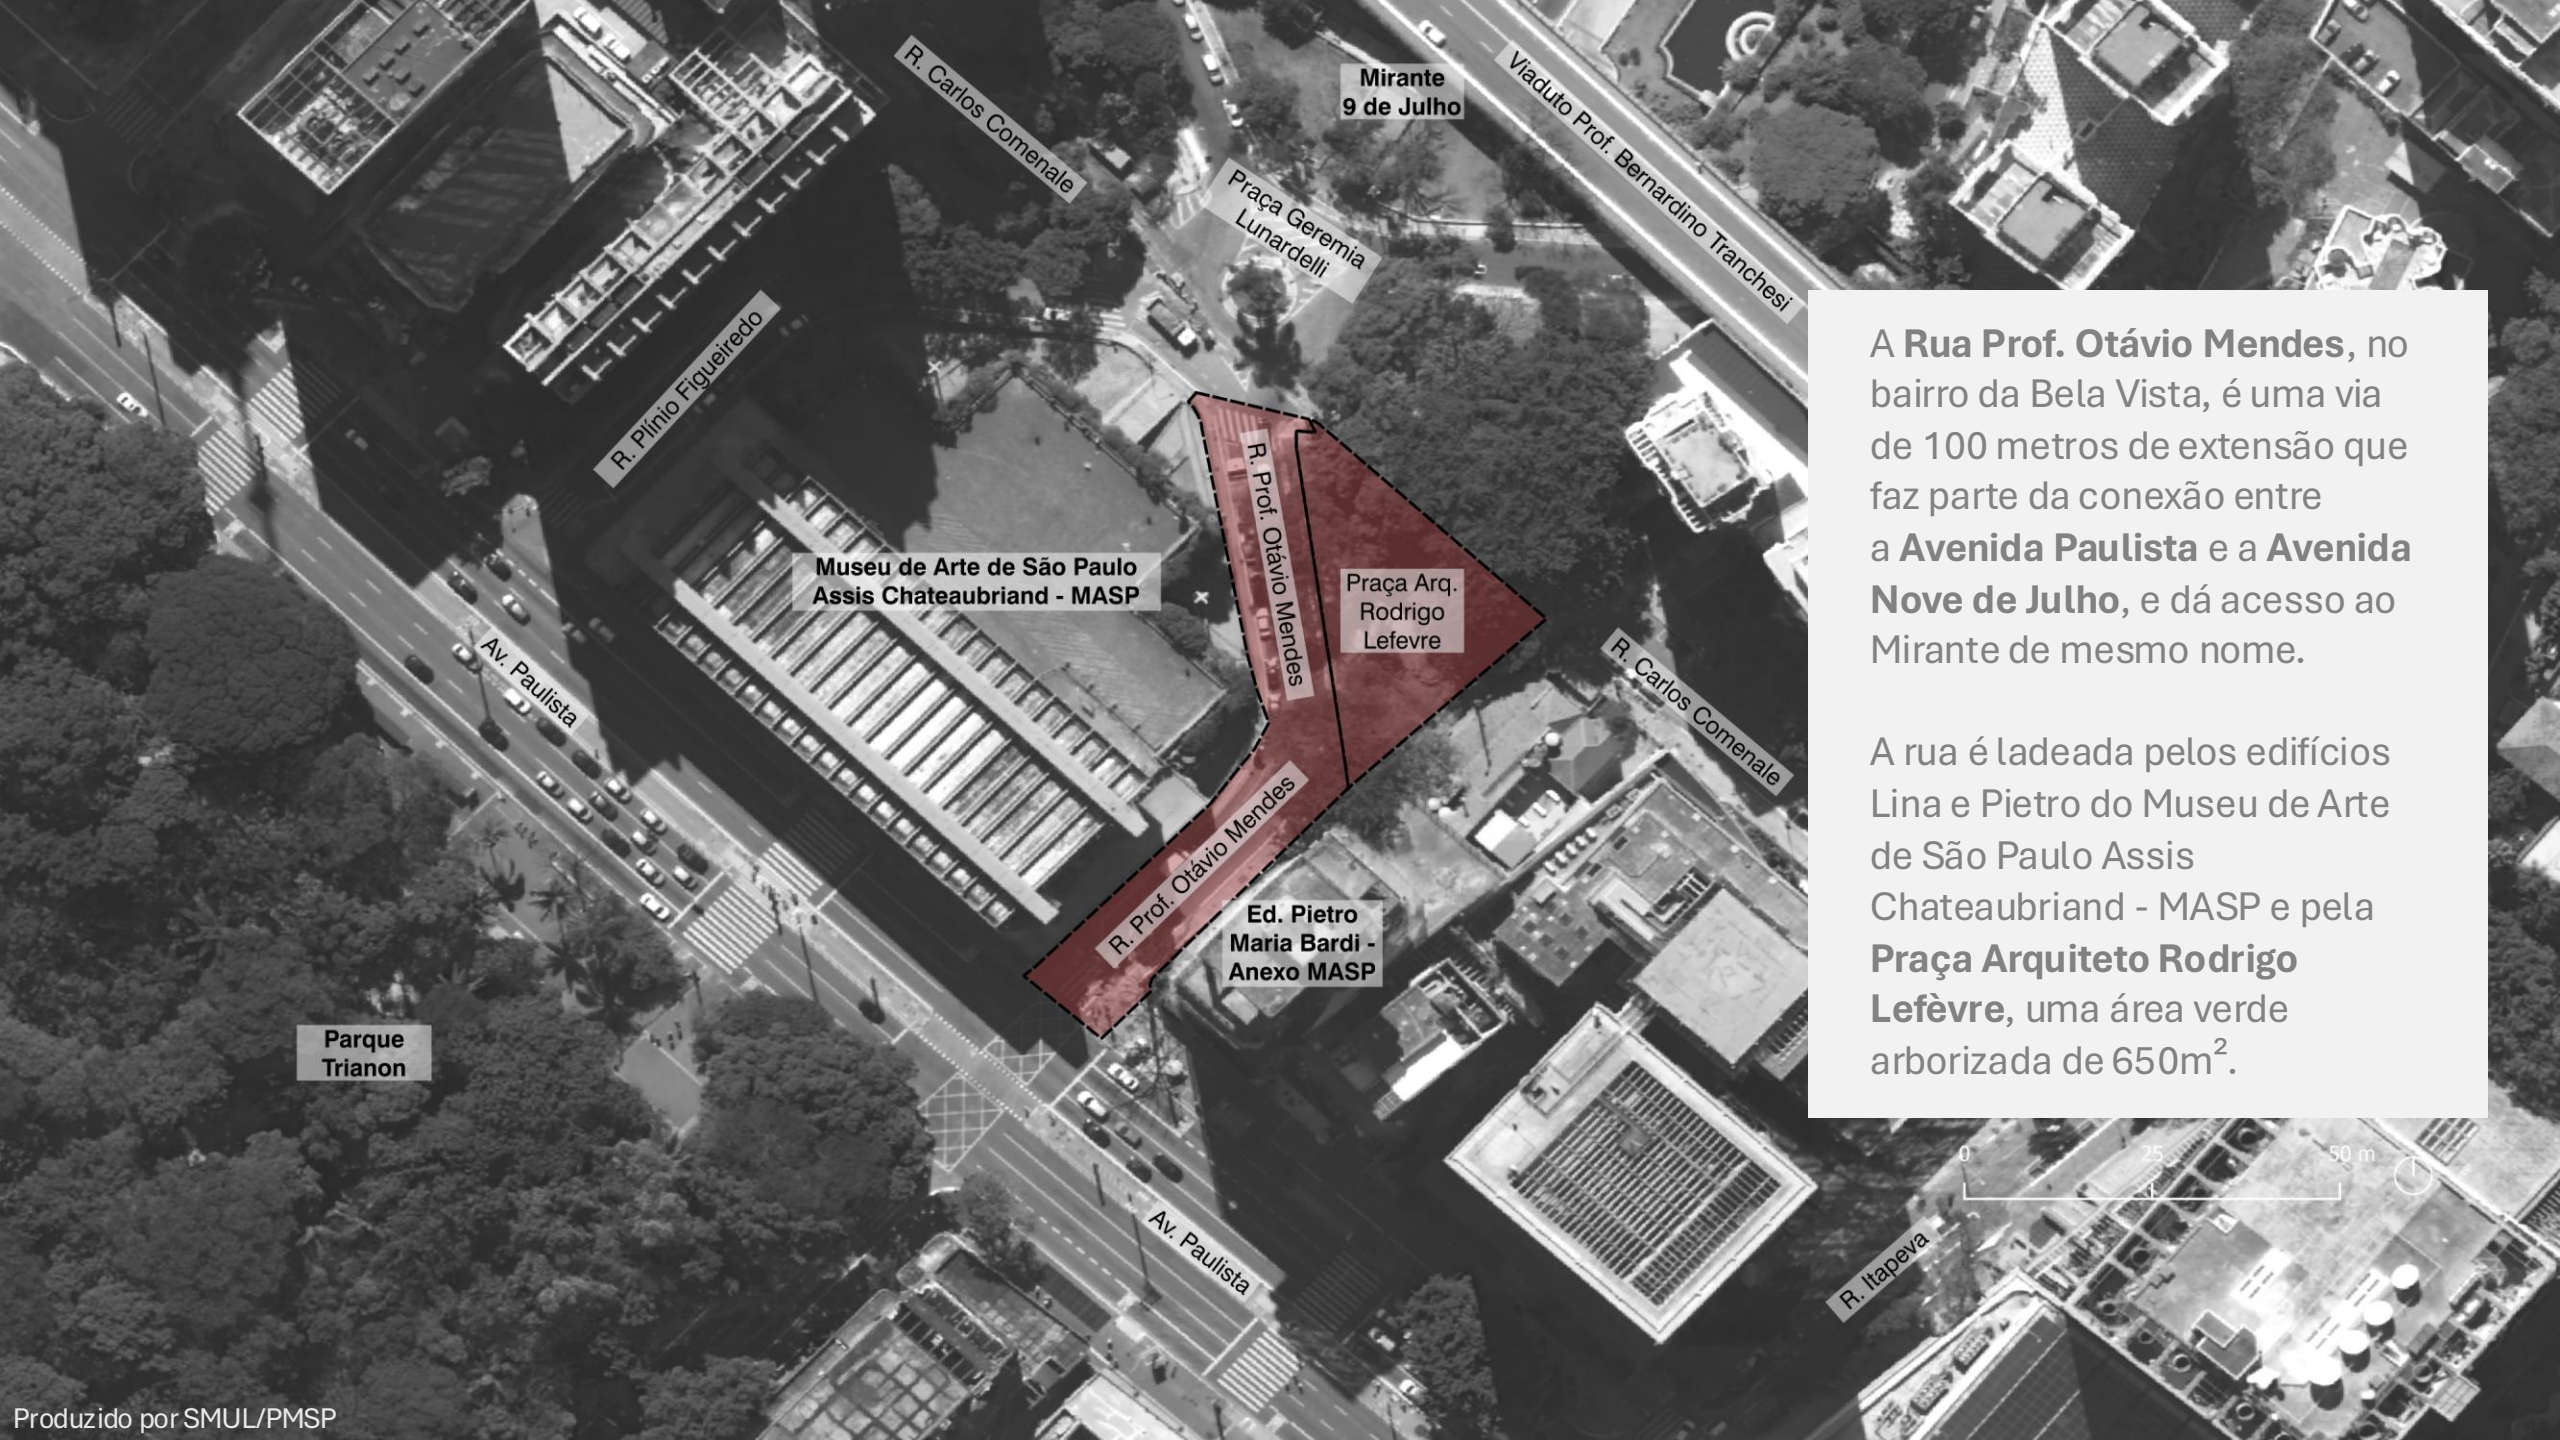 R. Carlos Comenale
Mirante
9 de Julho
Viaduto Prof. Bernardino Tranchesi
Praça Geremia
Lunardelli
R. Plínio Figueiredo
R. Prof. Otávio Mendes
Museu de Arte de São Paulo
Assis Chateaubriand - MASP
Praça Arq.
Rodrigo
Lefevre
Av. Paulista
R. Carlos Comenale
R. Prof. Otávio Mendes
Ed. Pietro
Maria Bardi -
Anexo MASP
Parque
Trianon
Av. Paulista
R. Itapeva
A Rua Prof. Otávio Mendes, no
bairro da Bela Vista, é uma via
de 100 metros de extensão que
faz parte da conexão entre
a Avenida Paulista e a Avenida
Nove de Julho, e dá acesso ao
Mirante de mesmo nome.
A rua é ladeada pelos edifícios
Lina e Pietro do Museu de Arte
de São Paulo Assis
Chateaubriand - MASP e pela
Praça Arquiteto Rodrigo
Lefèvre, uma área verde
arborizada de 650m².
0 25 50 m
Produzido por SMUL/PMSP